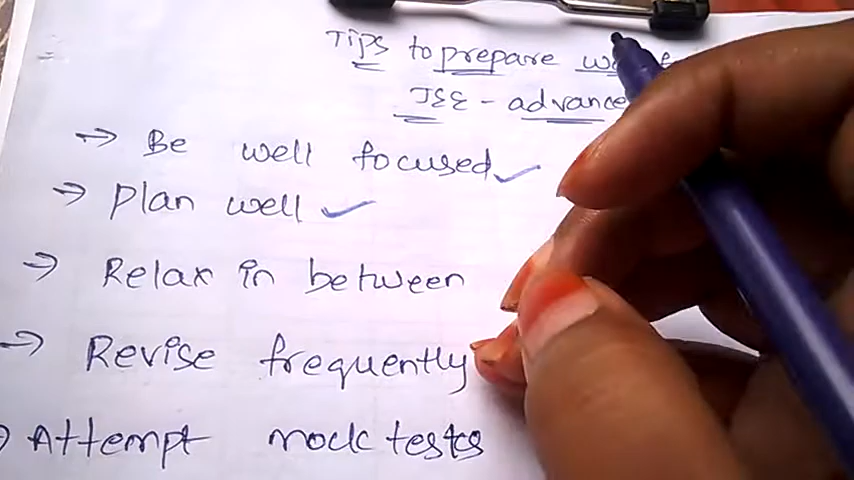 Tips to prepare
JEE - advance
→ Be well focused ✓
→ Plan well ✓
→ Relax in between
→ Revise frequently
Attempt mock tests